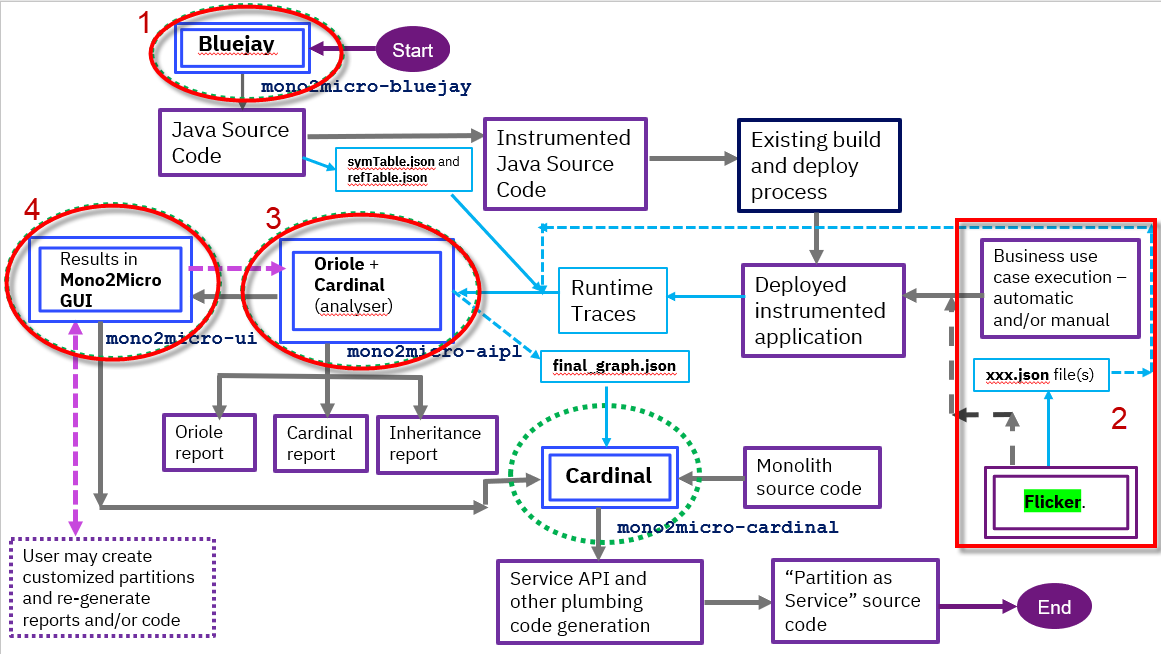 1
Bluejay
Start
mono2micro-bluejay
Java Source
Code
symTable.json and
refTable.json
Instrumented
Java Source
Code
Existing build
and deploy
process
4
Results in
Mono2Micro
GUI
mono2micro-ui
3
Oriole +
Cardinal
(analyser)
mono2micro-aipl
Runtime
Traces
Deployed
instrumented
application
Business use
case execution –
automatic
and/or manual
xxx.json file(s)
2
Flicker.
final_graph.json
Oriole
report
Cardinal
report
Inheritance
report
Cardinal
mono2micro-cardinal
Monolith
source code
User may create
customized partitions
and re-generate
reports and/or code
Service API and
other plumbing
code generation
“Partition as
Service” source
code
End